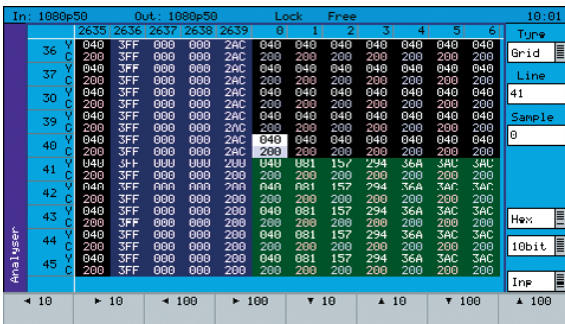 In: 1080p50 Out: 1080p50 Lock Free 10:01
2635 2636 2637 2638 2639 0 1 2 3 4 5 6
36 Y 040 3FF 000 000 2AC 040 040 040 040 040 040 040
C 200 3FF 000 000 2AC 200 200 200 200 200 200 200
37 Y 040 3FF 000 000 2AC 040 040 040 040 040 040 040
C 200 3FF 000 000 2AC 200 200 200 200 200 200 200
38 Y 040 3FF 000 000 2AC 040 040 040 040 040 040 040
C 200 3FF 000 000 2AC 200 200 200 200 200 200 200
39 Y 040 3FF 000 000 2AC 040 040 040 040 040 040 040
C 200 3FF 000 000 2AC 200 200 200 200 200 200 200
40 Y 040 3FF 000 000 2AC 040 040 040 040 040 040 040
C 200 3FF 000 000 2AC 200 200 200 200 200 200 200
41 Y 040 3FF 000 000 200 040 081 157 294 36A 3AC 3AC
C 200 3FF 000 000 200 200 200 200 200 200 200 200
42 Y 040 3FF 000 000 200 040 081 157 294 36A 3AC 3AC
C 200 3FF 000 000 200 200 200 200 200 200 200 200
43 Y 040 3FF 000 000 200 040 081 157 294 36A 3AC 3AC
C 200 3FF 000 000 200 200 200 200 200 200 200 200
44 Y 040 3FF 000 000 200 040 081 157 294 36A 3AC 3AC
C 200 3FF 000 000 200 200 200 200 200 200 200 200
45 Y 040 3FF 000 000 200 040 081 157 294 36A 3AC 3AC
C 200 3FF 000 000 200 200 200 200 200 200 200 200
Analyser
Type
Grid
Line
41
Sample
0
Hex
10bit
Inp
◄ 10 ► 10 ◄ 100 ► 100 ▼ 10 ▲ 10 ▼ 100 ▲ 100